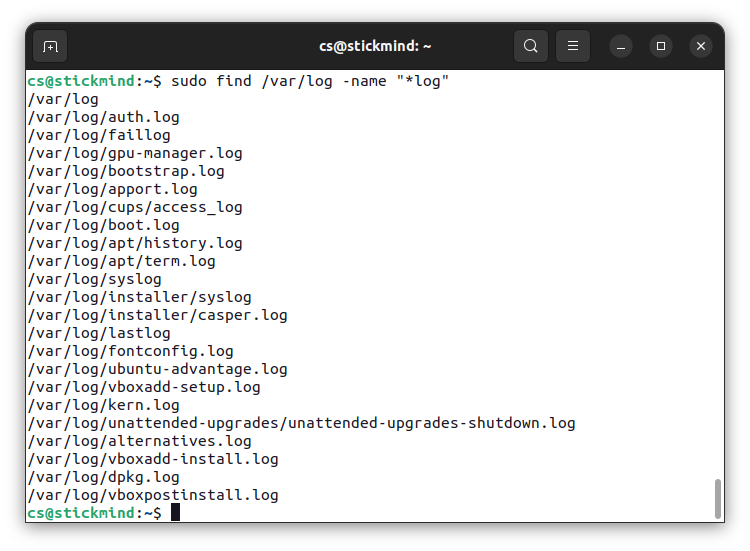 cs@stickmind: ~
cs@stickmind:~$ sudo find /var/log -name "*log"
/var/log
/var/log/auth.log
/var/log/faillog
/var/log/gpu-manager.log
/var/log/bootstrap.log
/var/log/apport.log
/var/log/cups/access_log
/var/log/boot.log
/var/log/apt/history.log
/var/log/apt/term.log
/var/log/syslog
/var/log/installer/syslog
/var/log/installer/casper.log
/var/log/lastlog
/var/log/fontconfig.log
/var/log/ubuntu-advantage.log
/var/log/vboxadd-setup.log
/var/log/kern.log
/var/log/unattended-upgrades/unattended-upgrades-shutdown.log
/var/log/alternatives.log
/var/log/vboxadd-install.log
/var/log/dpkg.log
/var/log/vboxpostinstall.log
cs@stickmind:~$